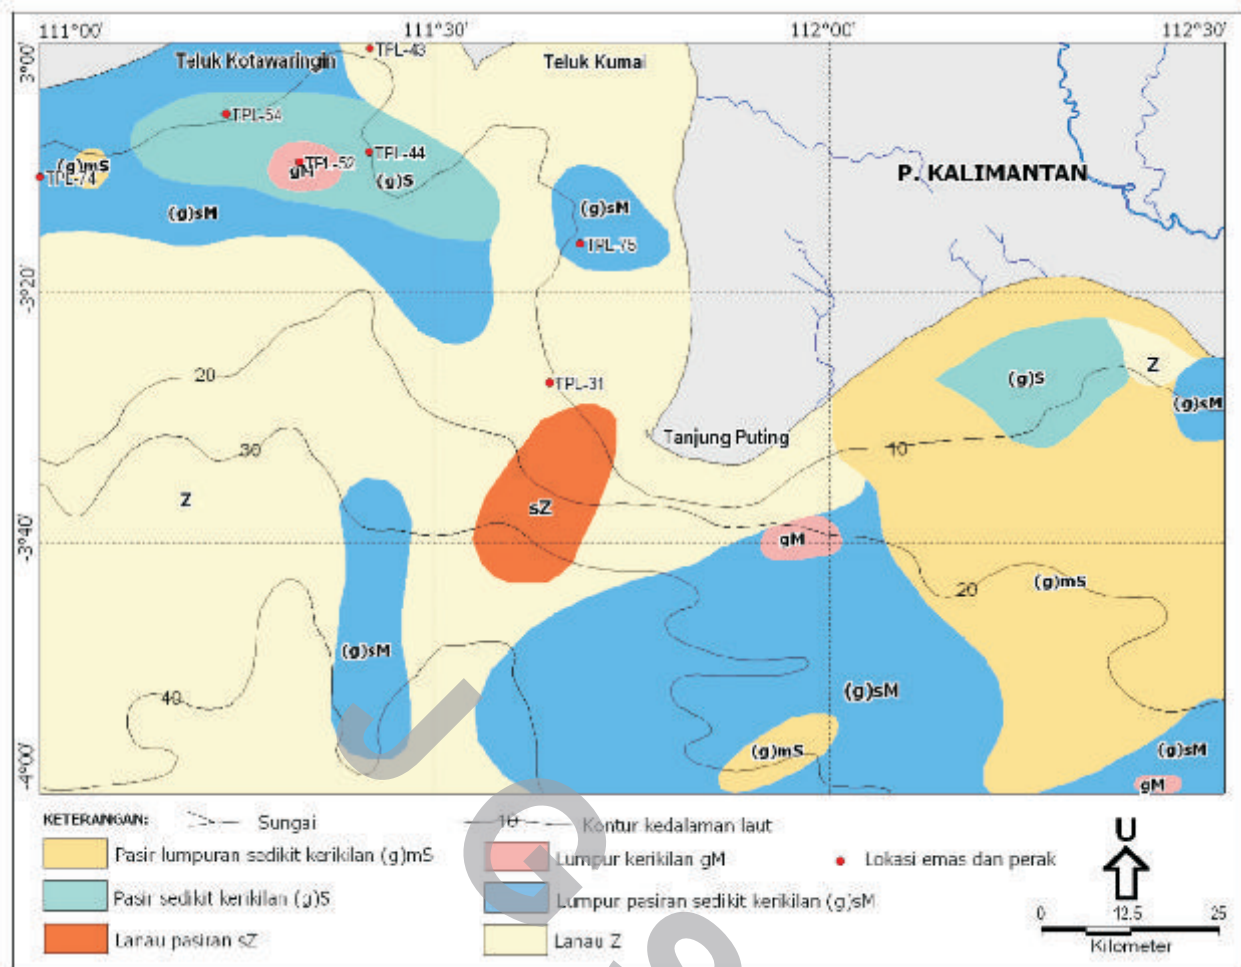 111°00'
111°30'
112°00'
112°30'
3°00'
Teluk Kotawaringin
TPL-43
Teluk Kumai
TPL-54
TPL-44
TPL-52
gM
(g)S
(g)mS
TPL-74
(g)sM
P. KALIMANTAN
(g)sM
TPL-75
-3°20'
20
TPL-31
(g)S
Z
(g)sM
Tanjung Puting
10
30
Z
sZ
-3°40'
gM
20
(g)mS
(g)sM
40
(g)sM
(g)mS
(g)sM
gM
-4°00'
KETERANGAN:
Sungai
10
Kontur kedalaman laut
Pasir lumpuran sedikit kerikilan (g)mS
Lumpur kerikilan gM
Lokasi emas dan perak
Pasir sedikit kerikilan (g)S
Lumpur pasiran sedikit kerikilan (g)sM
Lanau pasiran sZ
Lanau Z
U
0 12.5 25
Kilometer